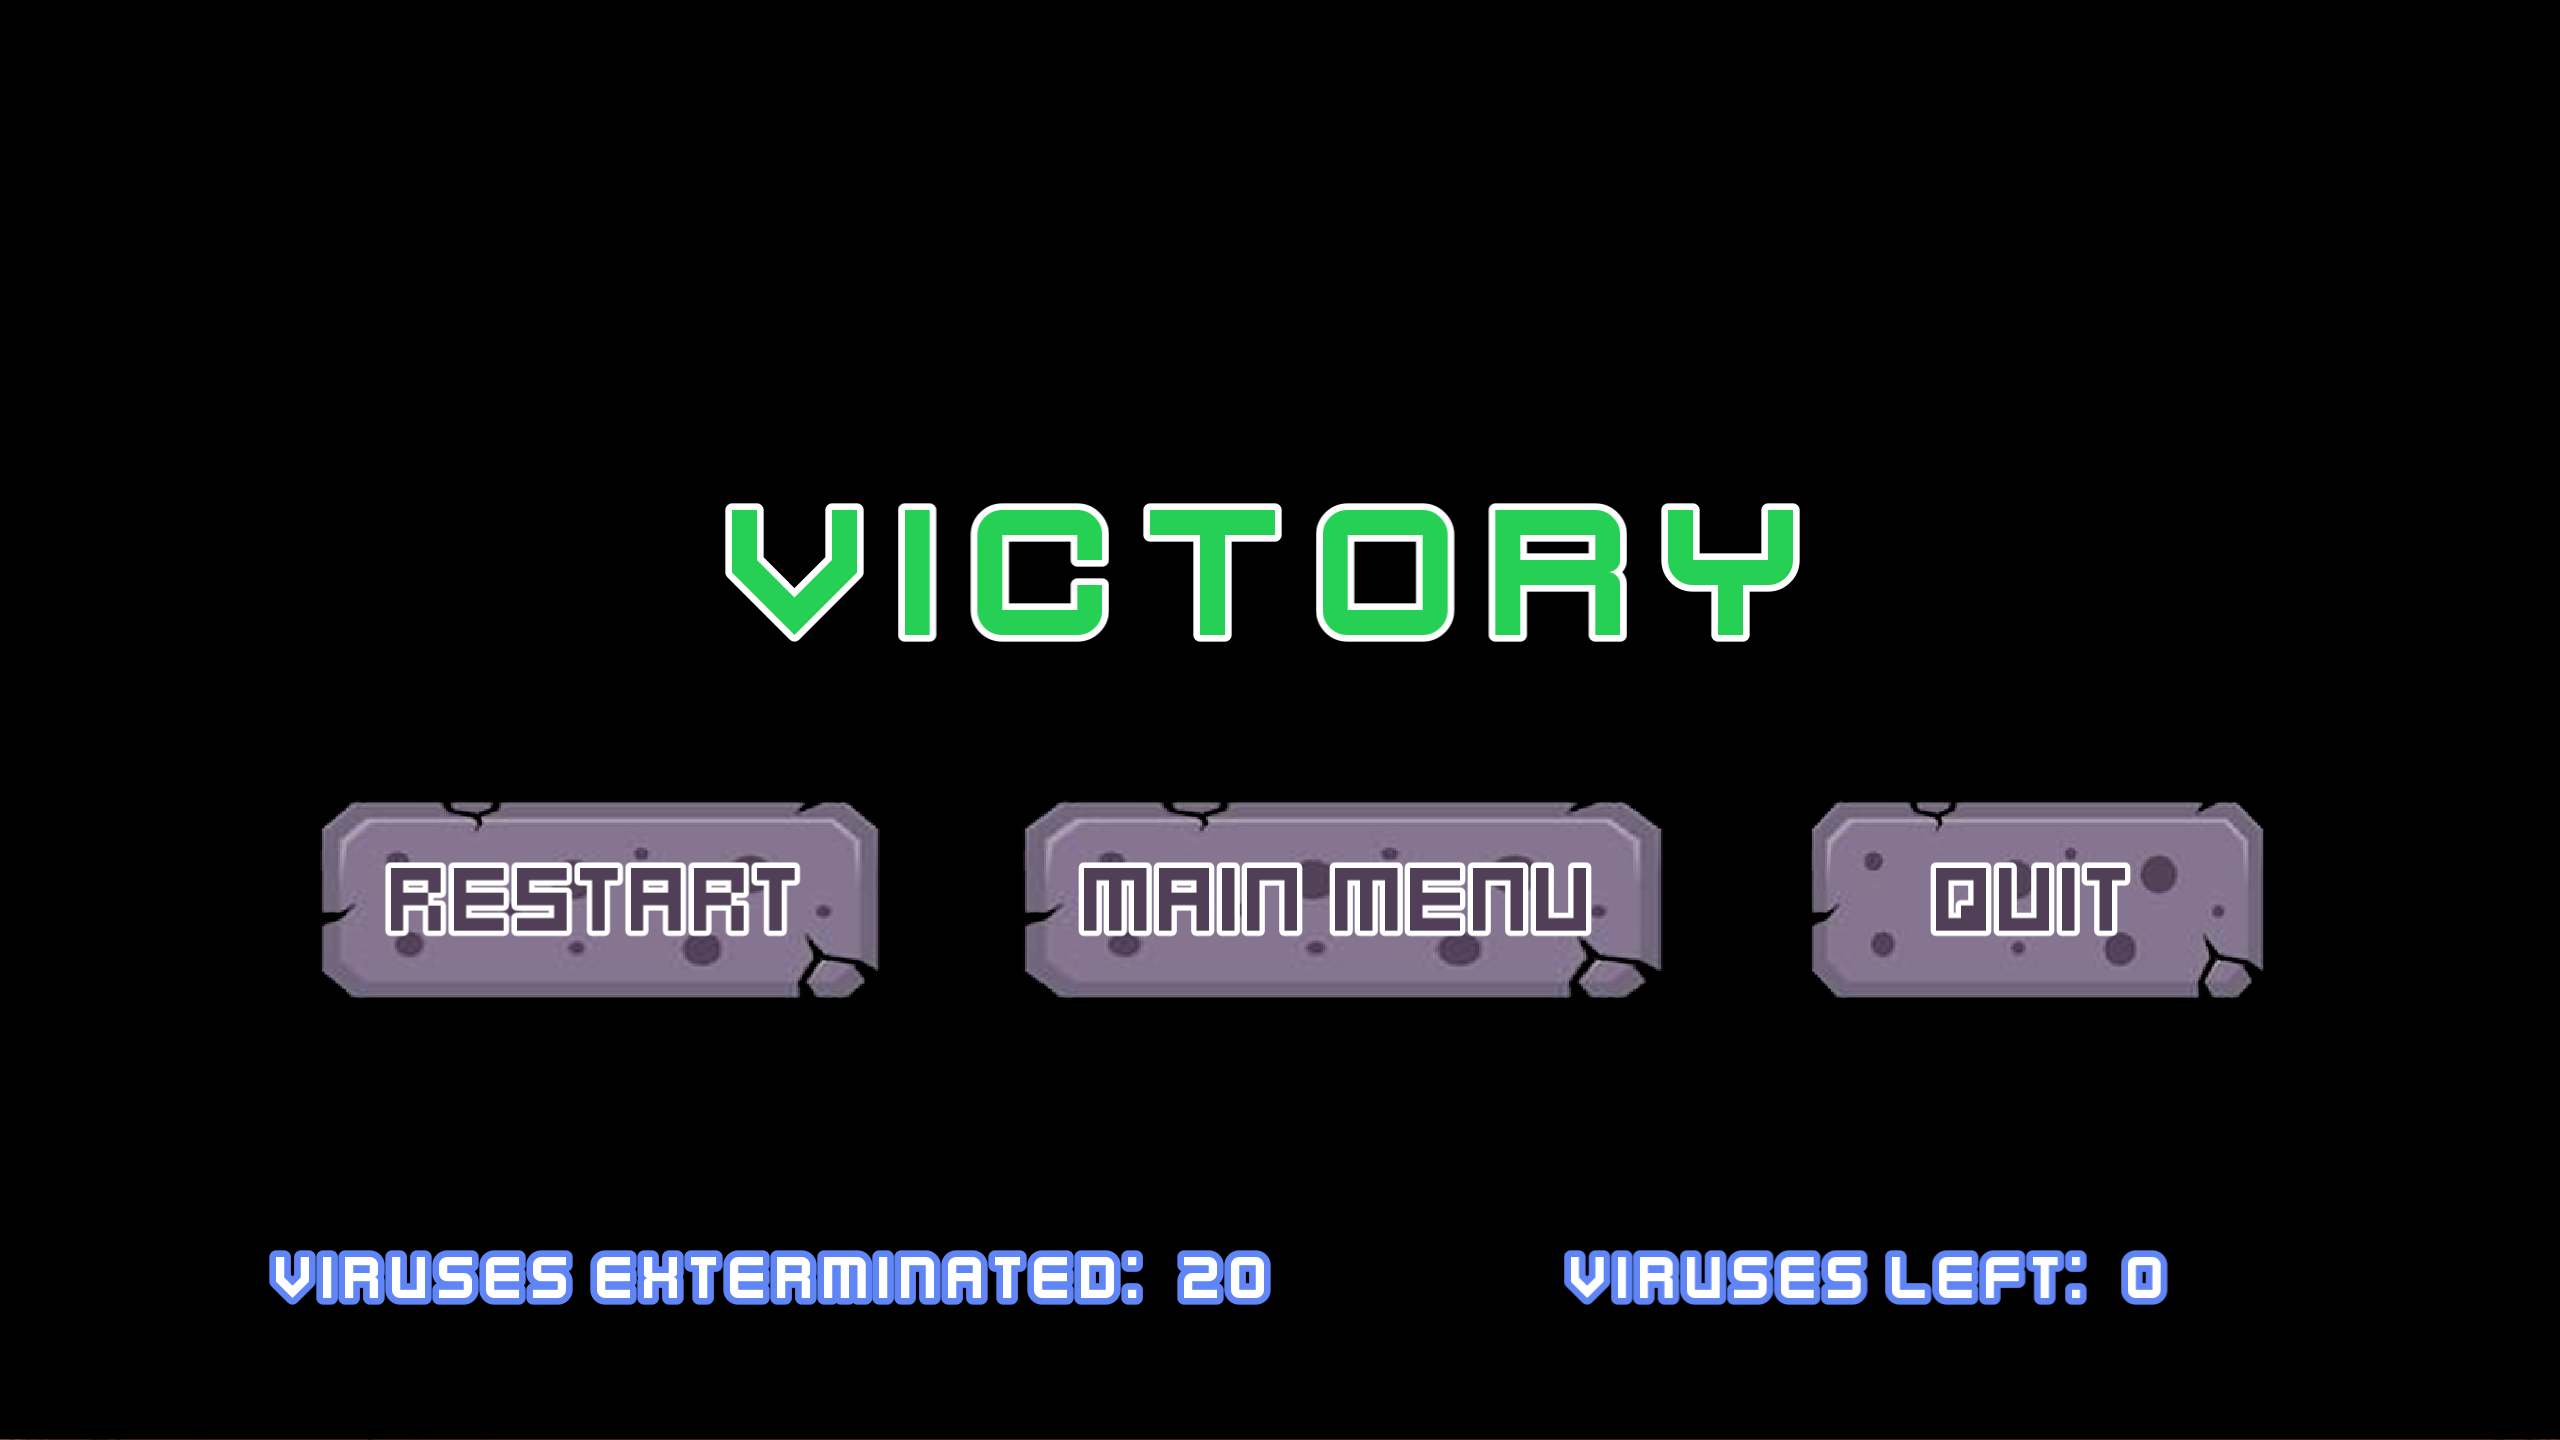 VICTORY
RESTART
MAIN MENU
QUIT
VIRUSES EXTERMINATED: 20
VIRUSES LEFT: 0